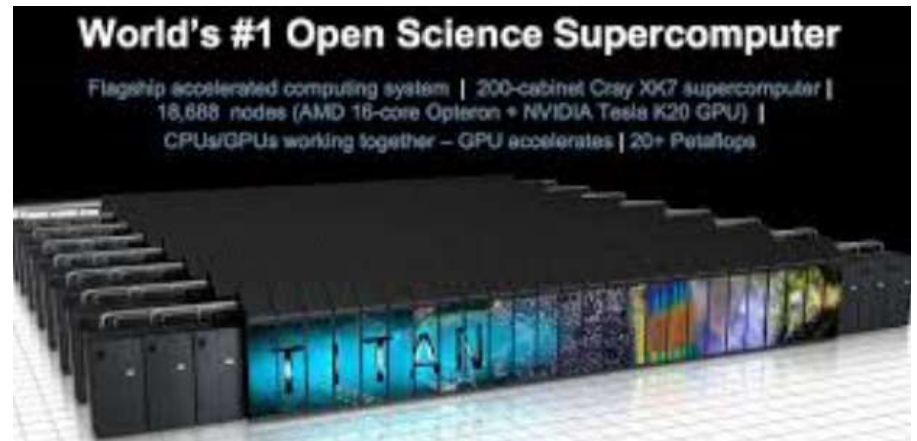 World's #1 Open Science Supercomputer
Flagship accelerated computing system | 200-cabinet Cray XK7 supercomputer |
18,688 nodes (AMD 16-core Opteron + NVIDIA Tesla K20 GPU) |
CPUs/GPUs working together – GPU accelerates | 20+ Petaflops
TITAN